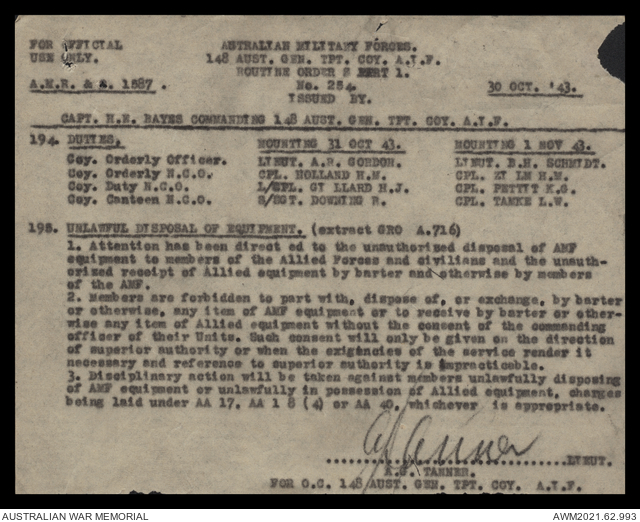 FOR OFFICIAL
USE ONLY.
AUSTRALIAN MILITARY FORCES.
148 AUST. GEN. TPT. COY. A.I.F.
ROUTINE ORDER S PERT 1.
A.M.R. & R. 1587.
No. 254.
30 OCT. '43.
ISSUED BY.
CAPT. H.E. BAYES COMMANDING 148 AUST. GEN. TPT. COY. A.I.F.
194. DUTIES. MOUNTING 31 OCT 43. MOUNTING 1 NOV 43.
Coy. Orderly Officer. LIEUT. A.R. GORDON. LIEUT. B.H. SCHMIDT.
Coy. Orderly N.C.O. CPL. HOLLAND H.M. CPL. H.M.
Coy. Duty N.C.O. L/CPL. GI LLARD H.J. CPL. PETTIT K.G.
Coy. Canteen N.C.O. S/SGT. DOWNING R. CPL. TAMKE L.W.
195. UNLAWFUL DISPOSAL OF EQUIPMENT. (extract GRO A.716)
1. Attention has been direct ed to the unauthorized disposal of AMF
equipment to members of the Allied Forces and civilians and the unauth-
orized receipt of Allied equipment by barter and otherwise by members
of the AMF.
2. Members are forbidden to part with, dispose of, or exchange, by barter
or otherwise, any item of AMF equipment or to receive by barter or other-
wise any item of Allied equipment without the consent of the commanding
officer of their Units. Such consent will only be given on the direction
of superior authority or when the exigencies of the service render it
necessary and reference to superior authority is impracticable.
3. Disciplinary action will be taken against members unlawfully disposing
of AMF equipment or unlawfully in possession of Allied equipment, charges
being laid under AA 17, AA 1 8 (4) or AA 40, whichever is appropriate.
LIEUT.
K.G. TANNER.
FOR O.C. 148 AUST. GEN. TPT. COY. A.I.F.
AUSTRALIAN WAR MEMORIAL
AWM2021.62.993